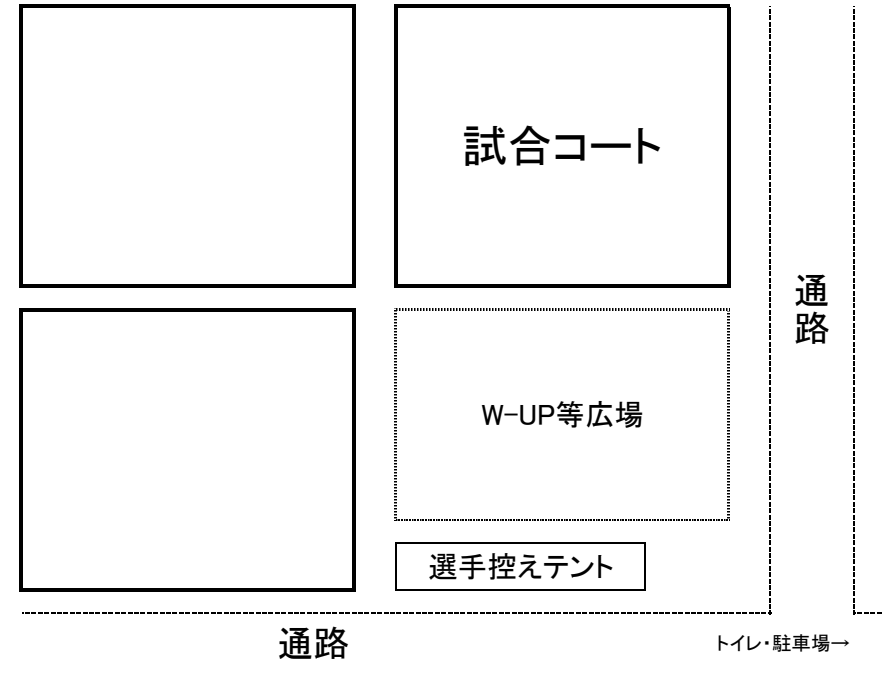 試合コート
通路
W-UP等広場
選手控えテント
通路
トイレ・駐車場→